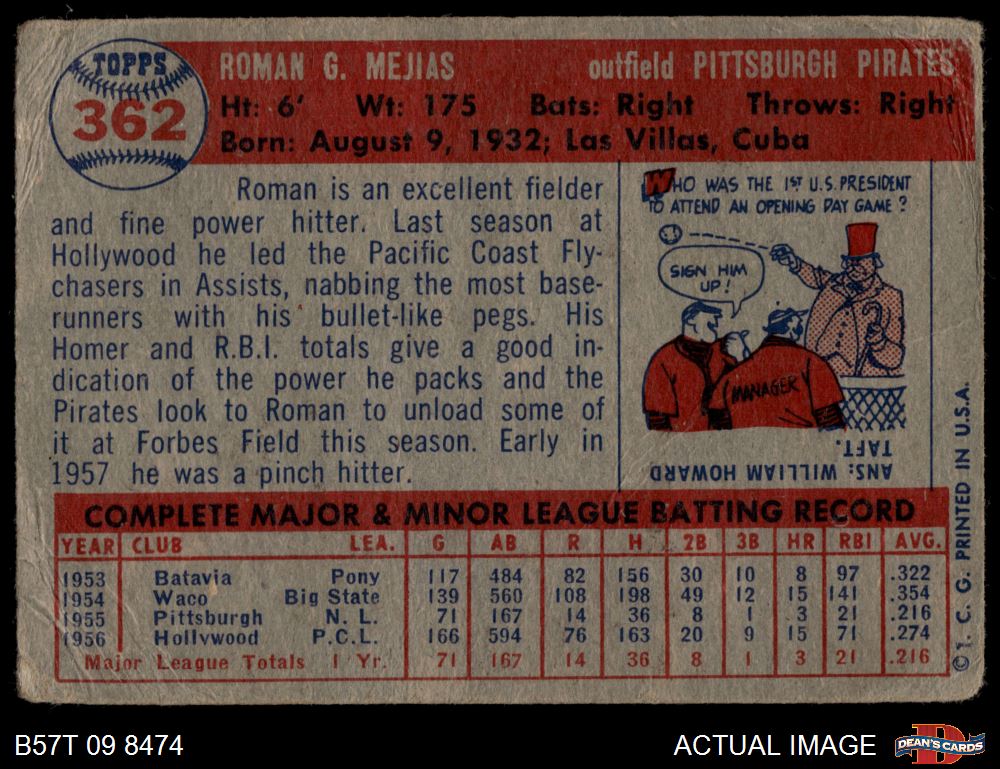 TOPPS
362
ROMAN G. MEJIAS outfield PITTSBURGH PIRATES
Ht: 6' Wt: 175 Bats: Right Throws: Right
Born: August 9, 1932; Las Villas, Cuba
Roman is an excellent fielder
and fine power hitter. Last season at
Hollywood he led the Pacific Coast Fly-
chasers in Assists, nabbing the most base-
runners with his bullet-like pegs. His
Homer and R.B.I. totals give a good in-
dication of the power he packs and the
Pirates look to Roman to unload some of
it at Forbes Field this season. Early in
1957 he was a pinch hitter.
WHO WAS THE 1ST U.S. PRESIDENT
TO ATTEND AN OPENING DAY GAME?
SIGN HIM
UP!
MANAGER
ANS: WILLIAM HOWARD
TAFT.
COMPLETE MAJOR & MINOR LEAGUE BATTING RECORD
YEAR CLUB LEA. G AB R H 2B 3B HR RBI AVG.
1953 Batavia Pony 117 484 82 156 30 10 8 97 .322
1954 Waco Big State 139 560 108 198 49 12 15 141 .354
1955 Pittsburgh N. L. 71 167 14 36 8 1 3 21 .216
1956 Hollywood P.C.L. 166 594 76 163 20 9 15 71 .274
Major League Totals 1 Yr. 71 167 14 36 8 1 3 21 .216
© T. C. G. PRINTED IN U.S.A.
B57T 09 8474
ACTUAL IMAGE
D
DEAN'S CARDS